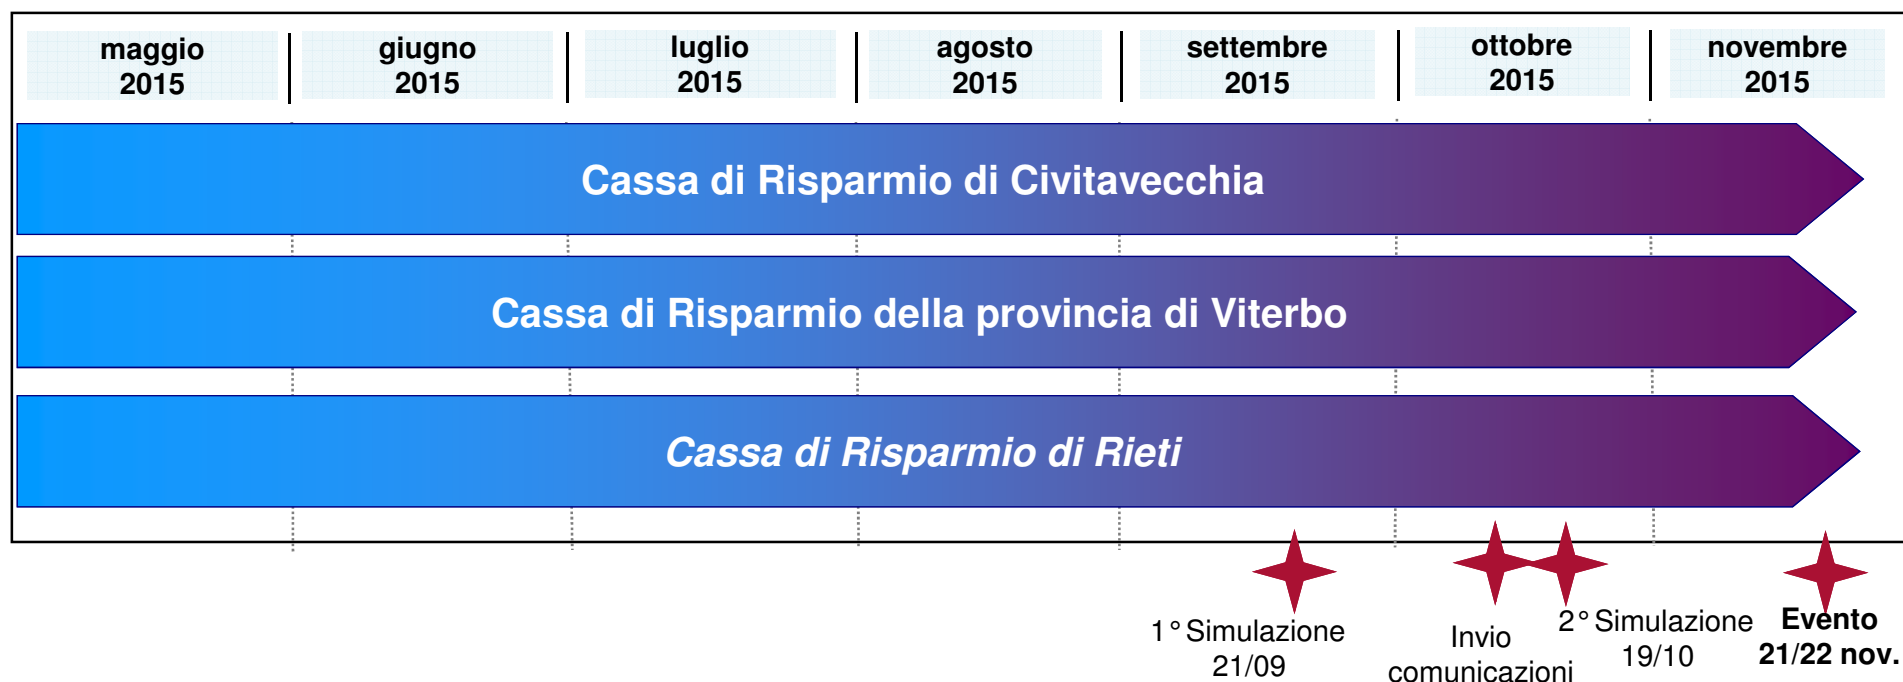 maggio
2015
giugno
2015
luglio
2015
agosto
2015
settembre
2015
ottobre
2015
novembre
2015
Cassa di Risparmio di Civitavecchia
Cassa di Risparmio della provincia di Viterbo
Cassa di Risparmio di Rieti
1° Simulazione
21/09
Invio
comunicazioni
2° Simulazione
19/10
Evento
21/22 nov.